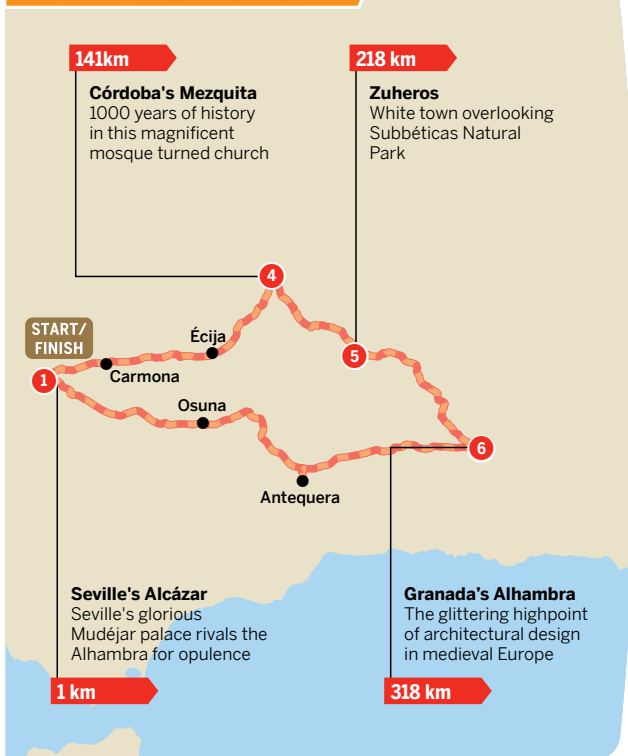 141km
Córdoba's Mezquita
1000 years of history
in this magnificent
mosque turned church
218 km
Zuheros
White town overlooking
Subbéticas Natural
Park
4
START/
FINISH
Écija
5
1
Carmona
Osuna
6
Antequera
Seville's Alcázar
Seville's glorious
Mudéjar palace rivals the
Alhambra for opulence
1 km
Granada's Alhambra
The glittering highpoint
of architectural design
in medieval Europe
318 km